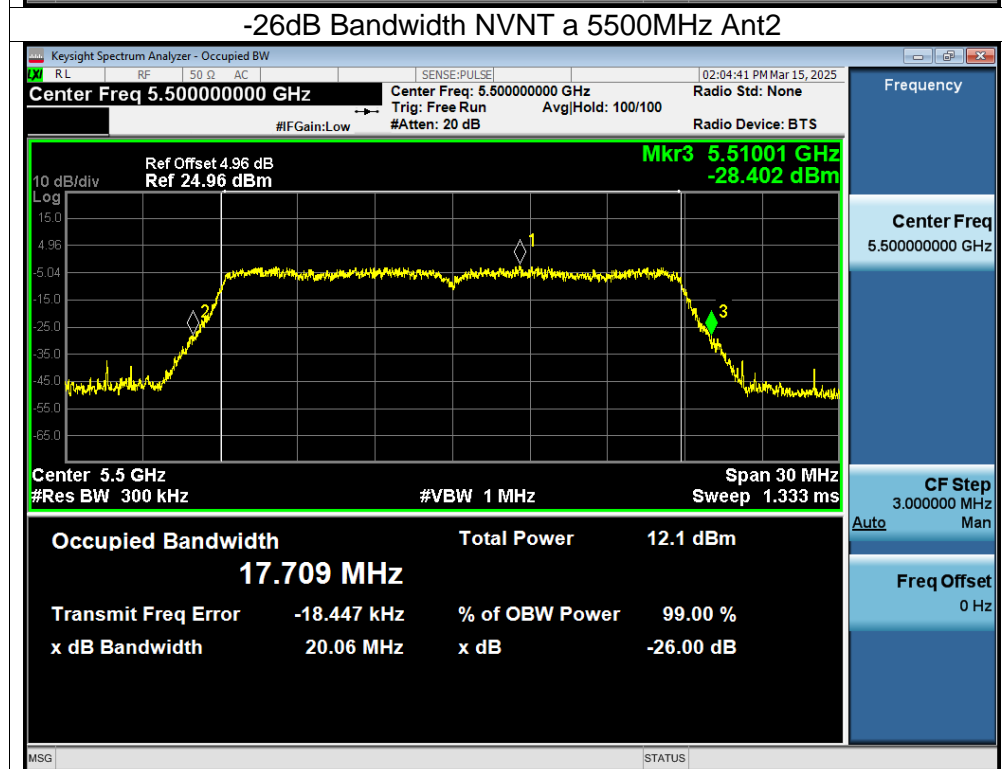 -26dB Bandwidth NVNT a 5500MHz Ant2
Keysight Spectrum Analyzer - Occupied BW
LXI RL RF 50 Ω AC SENSE:PULSE 02:04:41 PM Mar 15, 2025
Center Freq 5.500000000 GHz
Center Freq: 5.500000000 GHz
Radio Std: None
Trig: Free Run Avg|Hold: 100/100
#IFGain:Low
#Atten: 20 dB
Radio Device: BTS
Frequency
Ref Offset 4.96 dB
Ref 24.96 dBm
Mkr3 5.51001 GHz
-28.402 dBm
10 dB/div
Log
15.0
4.96
-5.04
-15.0
-25.0
-35.0
-45.0
-55.0
-65.0
1
2
3
Center 5.5 GHz
Span 30 MHz
#Res BW 300 kHz
#VBW 1 MHz
Sweep 1.333 ms
Center Freq
5.500000000 GHz
CF Step
3.000000 MHz
Auto Man
Freq Offset
0 Hz
Occupied Bandwidth
17.709 MHz
Total Power 12.1 dBm
Transmit Freq Error -18.447 kHz
% of OBW Power 99.00 %
x dB Bandwidth 20.06 MHz
x dB -26.00 dB
MSG
STATUS